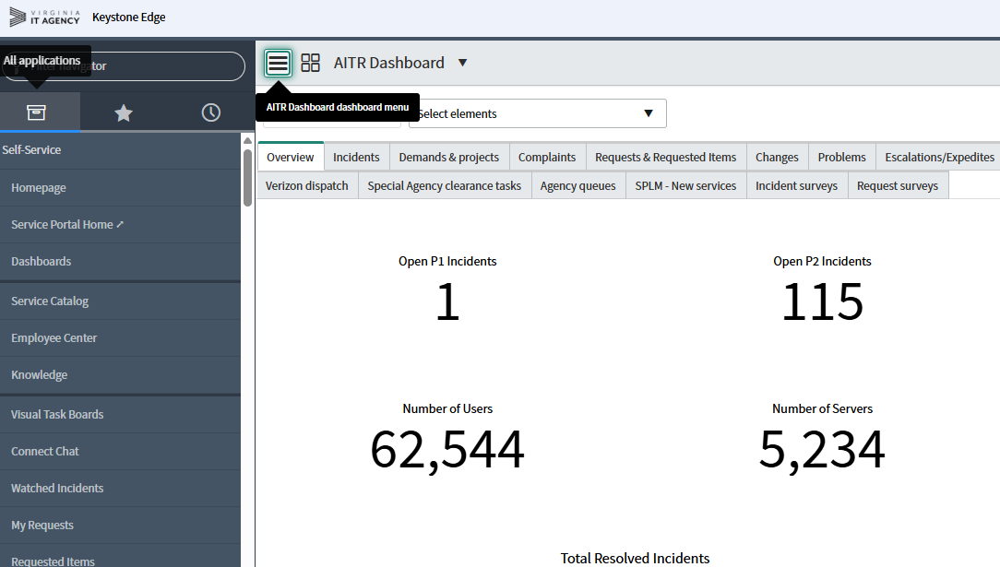 VIRGINIA
IT AGENCY
Keystone Edge
All applications
navigator
Self-Service
Homepage
Service Portal Home
Dashboards
Service Catalog
Employee Center
Knowledge
Visual Task Boards
Connect Chat
Watched Incidents
My Requests
Requested Items
AITR Dashboard ▼
AITR Dashboard dashboard menu
Select elements ▼
Overview Incidents Demands & projects Complaints Requests & Requested Items Changes Problems Escalations/Expedites
Verizon dispatch Special Agency clearance tasks Agency queues SPLM - New services Incident surveys Request surveys
Open P1 Incidents
1
Open P2 Incidents
115
Number of Users
62,544
Number of Servers
5,234
Total Resolved Incidents